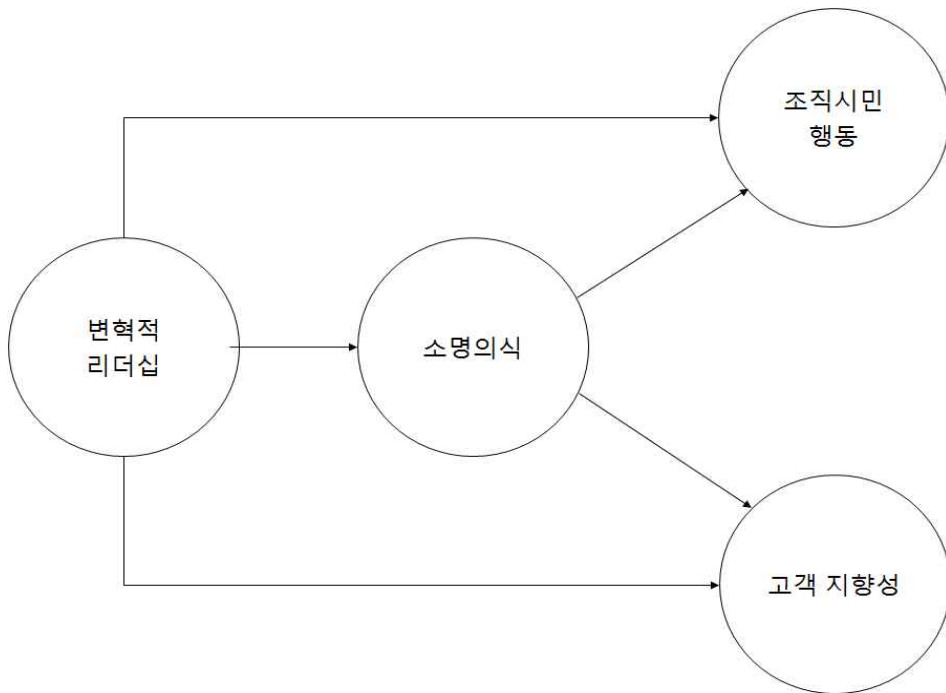 조직시민
행동
변혁적
리더십
소명의식
고객 지향성